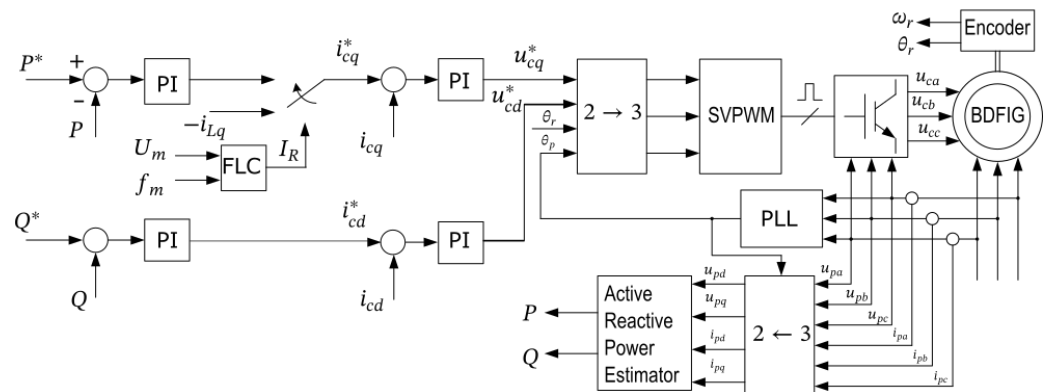 ω_r
Encoder
θ_r
P*
+
−
PI
i*_cq
PI
u*_cq
u*_cd
P
−i_Lq
i_cq
θ_r
θ_p
2 → 3
SVPWM
u_ca
u_cb
u_cc
BDFIG
U_m
f_m
FLC
I_R
Q*
PI
i*_cd
PI
PLL
Q
i_cd
u_pd
u_pq
i_pd
i_pq
u_pa
u_pb
u_pc
i_pa
i_pb
i_pc
P
Q
Active
Reactive
Power
Estimator
2 ← 3